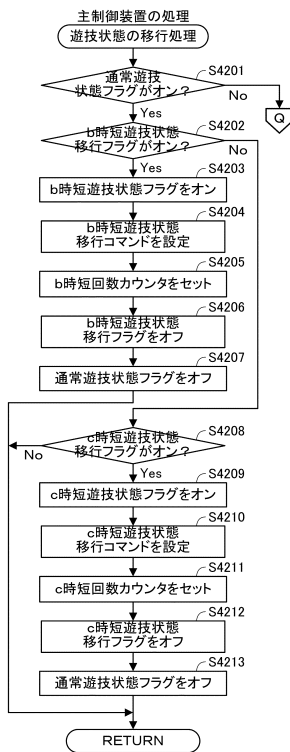 主制御装置の処理
遊技状態の移行処理
通常遊技
状態フラグがオン？
S4201
No
Q
Yes
b時短遊技状態
移行フラグがオン？
S4202
No
Yes
S4203
b時短遊技状態フラグをオン
S4204
b時短遊技状態
移行コマンドを設定
S4205
b時短回数カウンタをセット
S4206
b時短遊技状態
移行フラグをオフ
S4207
通常遊技状態フラグをオフ
S4208
c時短遊技状態
移行フラグがオン？
No
Yes
S4209
c時短遊技状態フラグをオン
S4210
c時短遊技状態
移行コマンドを設定
S4211
c時短回数カウンタをセット
S4212
c時短遊技状態
移行フラグをオフ
S4213
通常遊技状態フラグをオフ
RETURN